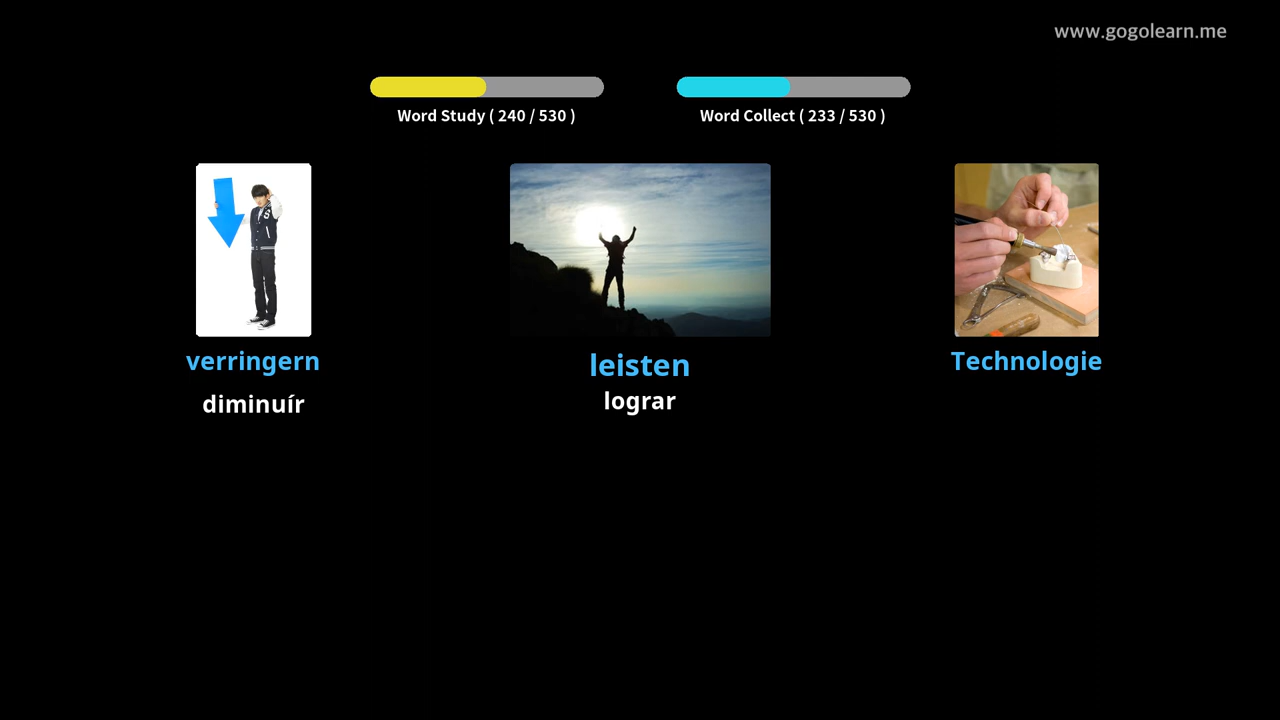 www.gogolearn.me
Word Study ( 240 / 530 )
Word Collect ( 233 / 530 )
S
verringern
leisten
Technologie
diminuír
lograr